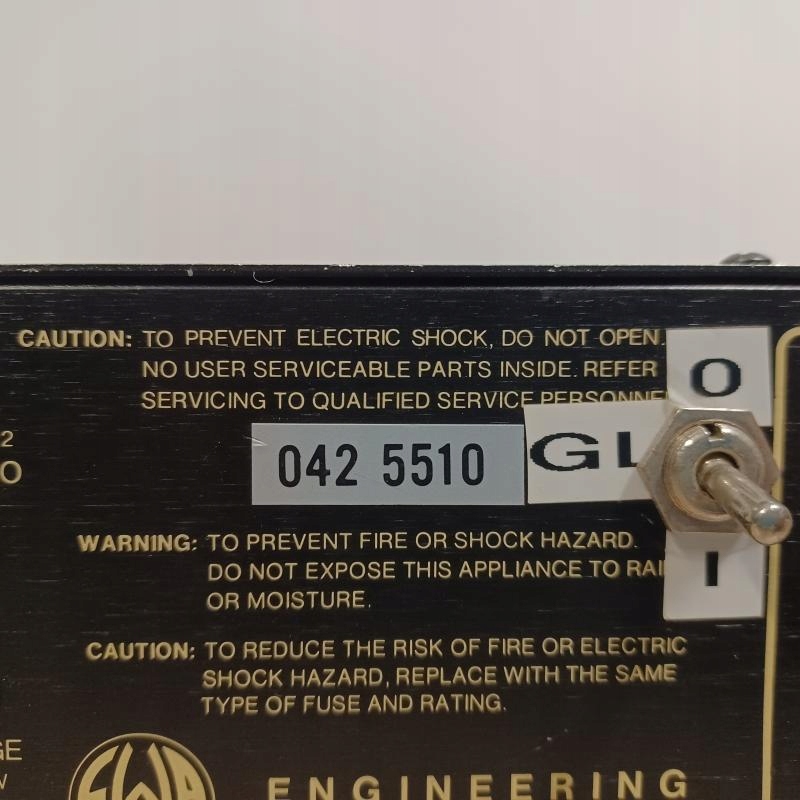 CAUTION: TO PREVENT ELECTRIC SHOCK, DO NOT OPEN.
NO USER SERVICEABLE PARTS INSIDE. REFER
SERVICING TO QUALIFIED SERVICE PERSONNE
O
2
O
042 5510
GL
I
WARNING: TO PREVENT FIRE OR SHOCK HAZARD.
DO NOT EXPOSE THIS APPLIANCE TO RAI
OR MOISTURE.
CAUTION: TO REDUCE THE RISK OF FIRE OR ELECTRIC
SHOCK HAZARD, REPLACE WITH THE SAME
TYPE OF FUSE AND RATING.
GE
W
ENGINEERING